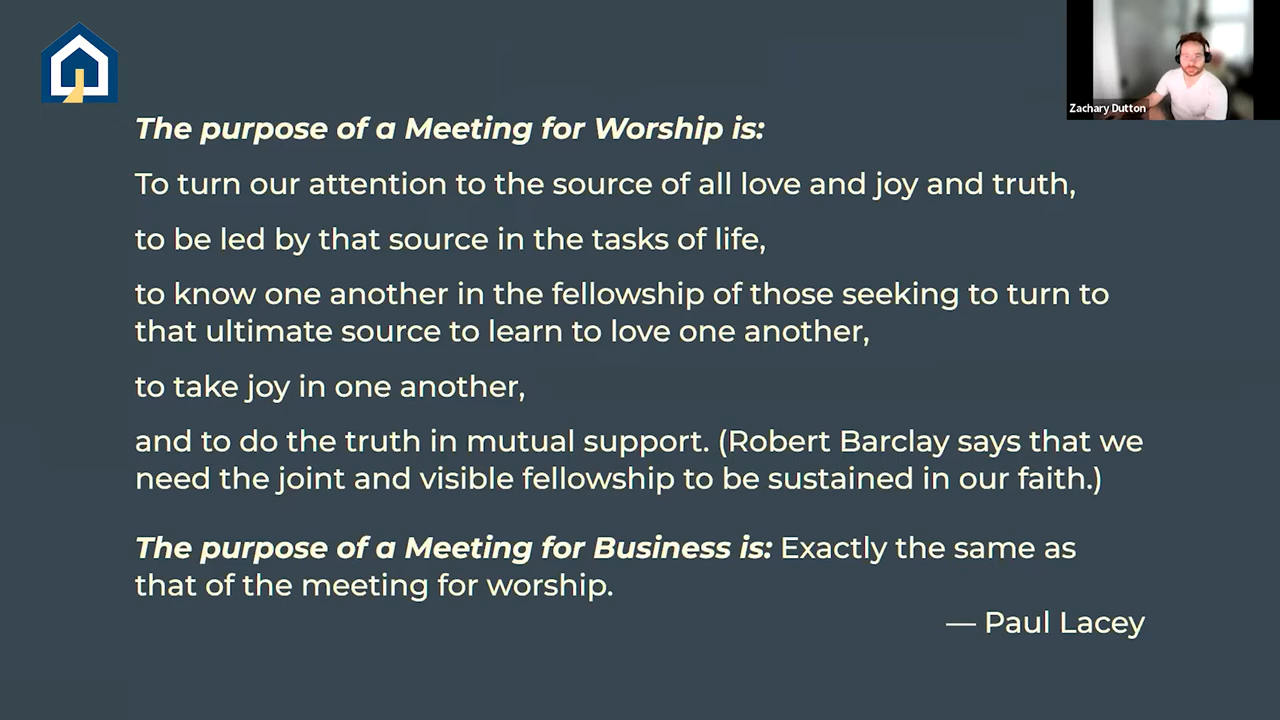 Zachary Dutton
The purpose of a Meeting for Worship is:
To turn our attention to the source of all love and joy and truth,
to be led by that source in the tasks of life,
to know one another in the fellowship of those seeking to turn to
that ultimate source to learn to love one another,
to take joy in one another,
and to do the truth in mutual support. (Robert Barclay says that we
need the joint and visible fellowship to be sustained in our faith.)
The purpose of a Meeting for Business is: Exactly the same as
that of the meeting for worship.
— Paul Lacey